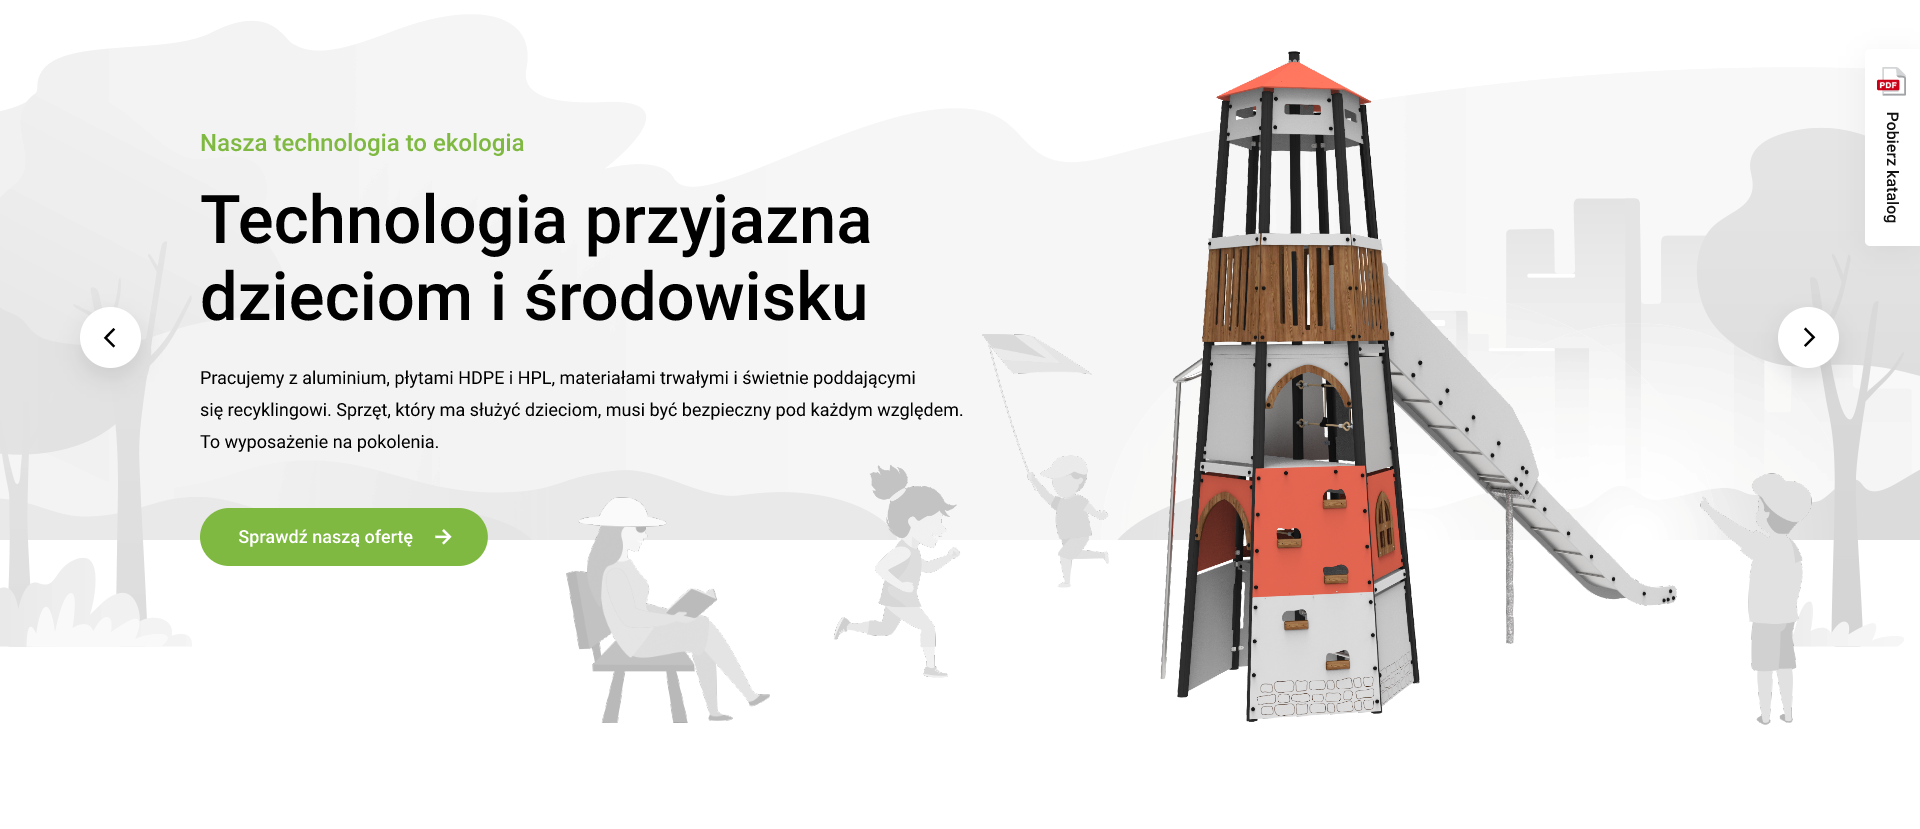 Nasza technologia to ekologia
Technologia przyjazna
dzieciom i środowisku
Pracujemy z aluminium, płytami HDPE i HPL, materiałami trwałymi i świetnie poddającymi
się recyklingowi. Sprzęt, który ma służyć dzieciom, musi być bezpieczny pod każdym względem.
To wyposażenie na pokolenia.
Sprawdź naszą ofertę
PDF
Pobierz katalog